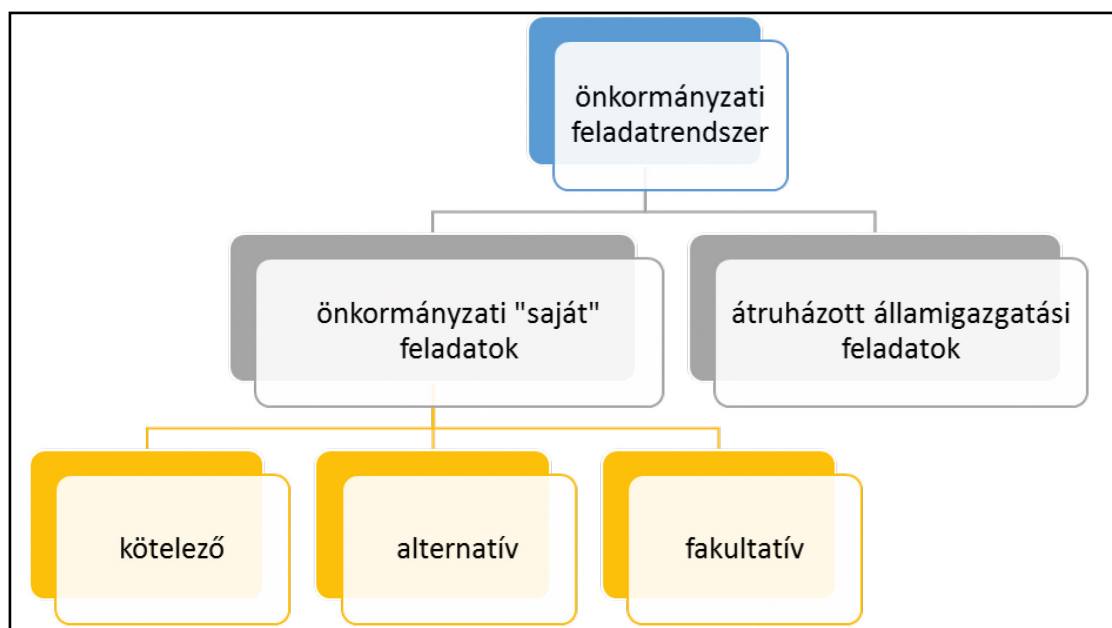 önkormányzati
feladatrendszer
önkormányzati "saját"
feladatok
átruházott államigazgatási
feladatok
kötelező
alternatív
fakultatív